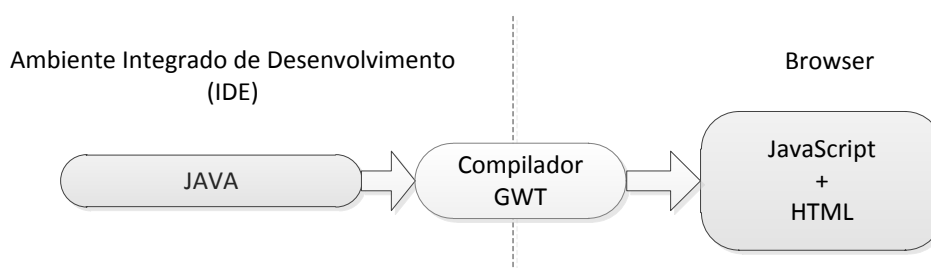 Ambiente Integrado de Desenvolvimento
(IDE)
Browser
JAVA
Compilador
GWT
JavaScript
+
HTML